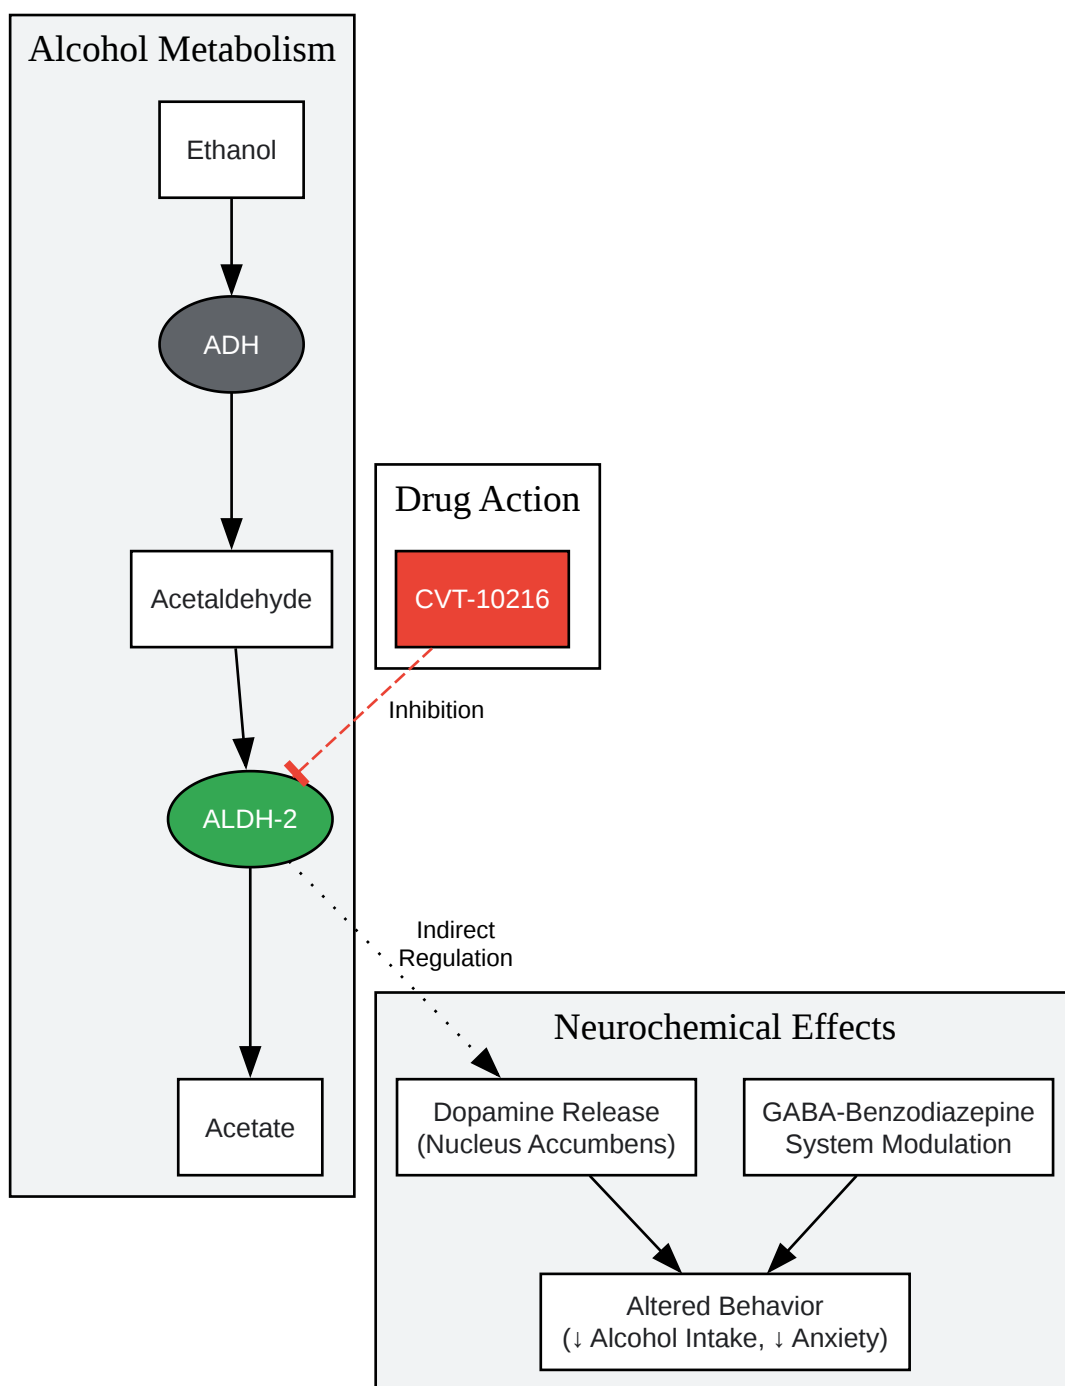 Alcohol Metabolism
Ethanol
ADH
Acetaldehyde
ALDH-2
Acetate
Drug Action
CVT-10216
Inhibition
Indirect
Regulation
Neurochemical Effects
Dopamine Release
(Nucleus Accumbens)
GABA-Benzodiazepine
System Modulation
Altered Behavior
(↓ Alcohol Intake, ↓ Anxiety)